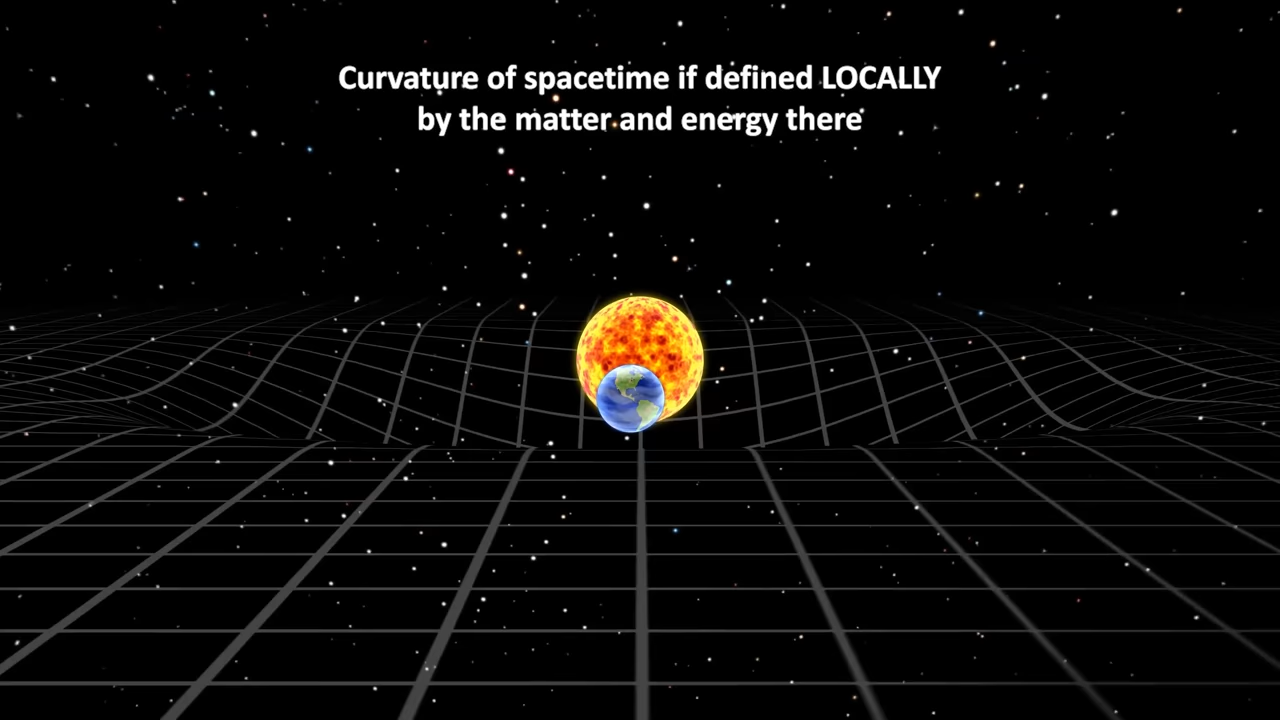 Curvature of spacetime if defined LOCALLY
by the matter and energy there